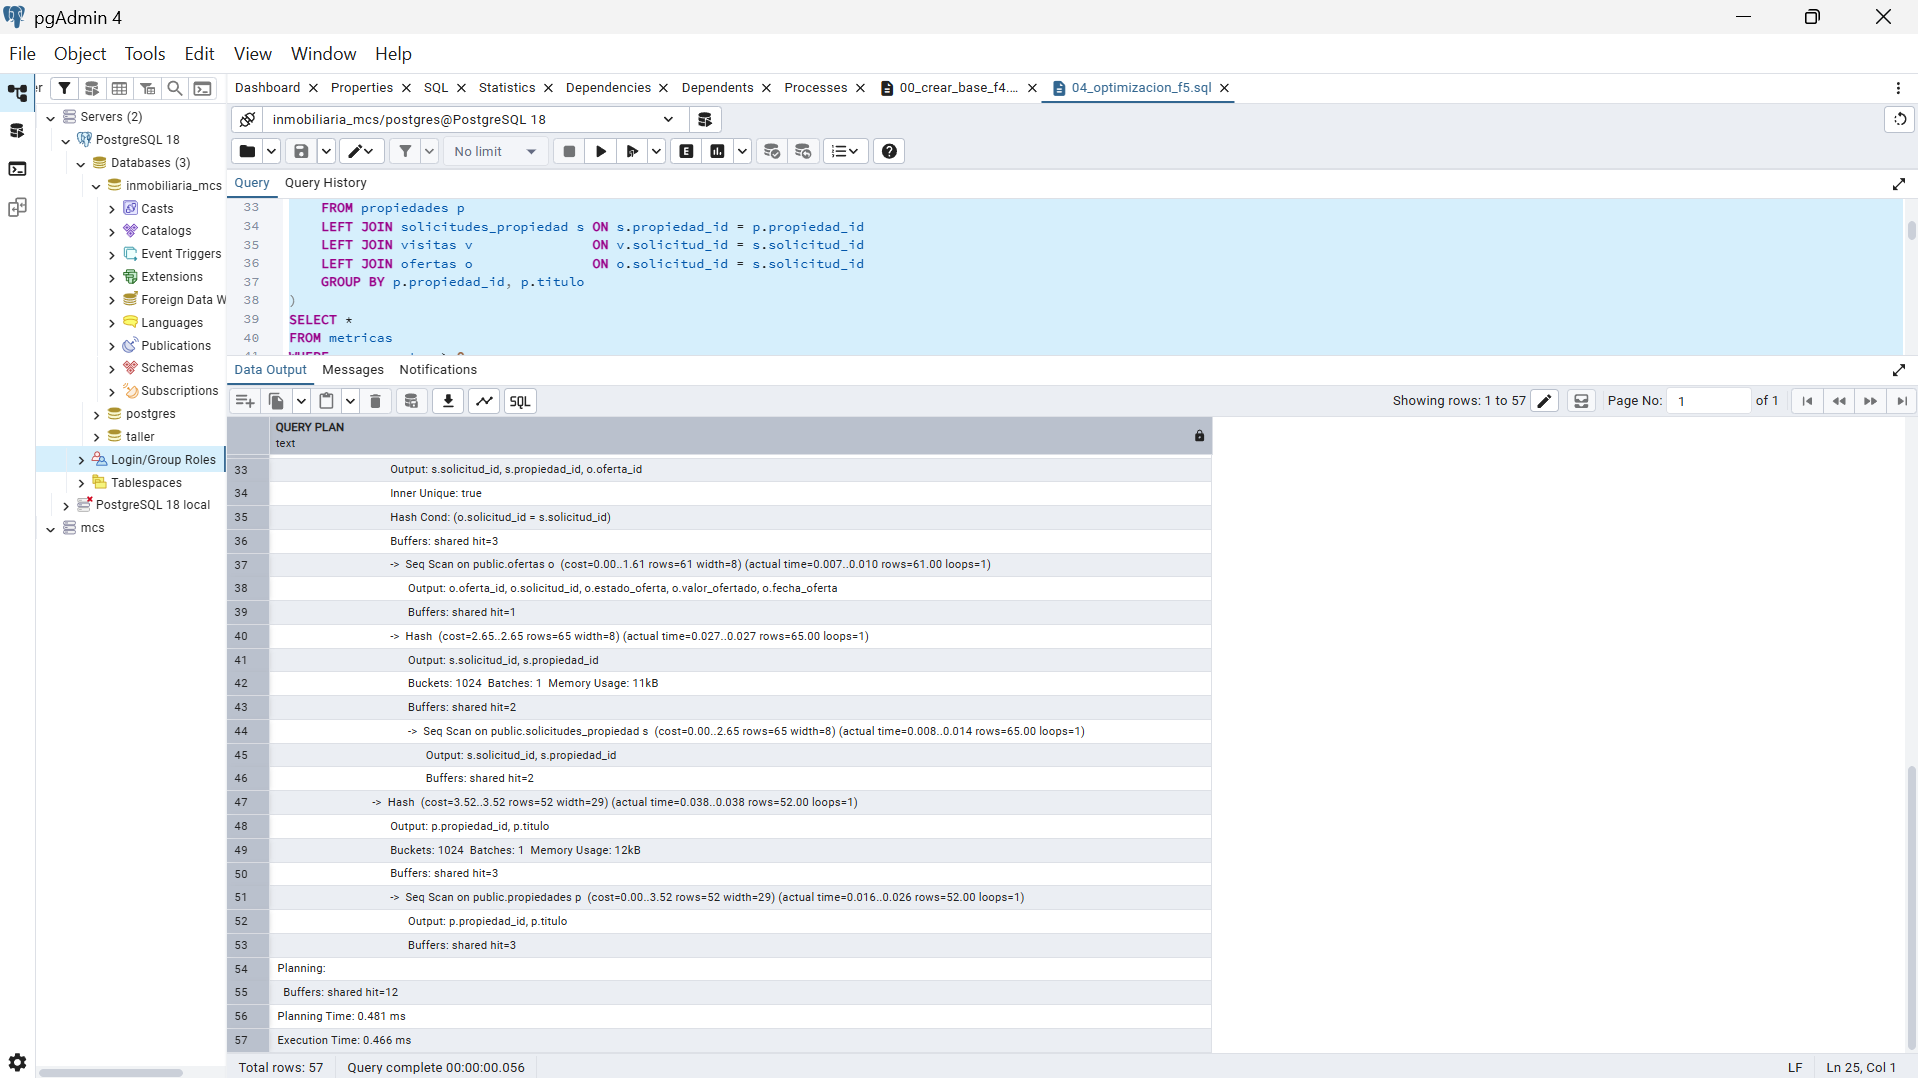 pgAdmin 4
File Object Tools Edit View Window Help
er
Dashboard Properties SQL Statistics Dependencies Dependents Processes 00_crear_base_f4.... 04_optimizacion_f5.sql
Servers (2)
PostgreSQL 18
Databases (3)
inmobiliaria_mcs
Casts
Catalogs
Event Triggers
Extensions
Foreign Data W
Languages
Publications
Schemas
Subscriptions
postgres
taller
Login/Group Roles
Tablespaces
PostgreSQL 18 local
mcs
inmobiliaria_mcs/postgres@PostgreSQL 18
No limit
E
Query Query History
33 FROM propiedades p
34 LEFT JOIN solicitudes_propiedad s ON s.propiedad_id = p.propiedad_id
35 LEFT JOIN visitas v ON v.solicitud_id = s.solicitud_id
36 LEFT JOIN ofertas o ON o.solicitud_id = s.solicitud_id
37 GROUP BY p.propiedad_id, p.titulo
38 )
39 SELECT *
40 FROM metricas
Data Output Messages Notifications
SQL
Showing rows: 1 to 57 Page No: 1 of 1
QUERY PLAN
text
33 Output: s.solicitud_id, s.propiedad_id, o.oferta_id
34 Inner Unique: true
35 Hash Cond: (o.solicitud_id = s.solicitud_id)
36 Buffers: shared hit=3
37 -> Seq Scan on public.ofertas o (cost=0.00..1.61 rows=61 width=8) (actual time=0.007..0.010 rows=61.00 loops=1)
38 Output: o.oferta_id, o.solicitud_id, o.estado_oferta, o.valor_ofertado, o.fecha_oferta
39 Buffers: shared hit=1
40 -> Hash (cost=2.65..2.65 rows=65 width=8) (actual time=0.027..0.027 rows=65.00 loops=1)
41 Output: s.solicitud_id, s.propiedad_id
42 Buckets: 1024 Batches: 1 Memory Usage: 11kB
43 Buffers: shared hit=2
44 -> Seq Scan on public.solicitudes_propiedad s (cost=0.00..2.65 rows=65 width=8) (actual time=0.008..0.014 rows=65.00 loops=1)
45 Output: s.solicitud_id, s.propiedad_id
46 Buffers: shared hit=2
47 -> Hash (cost=3.52..3.52 rows=52 width=29) (actual time=0.038..0.038 rows=52.00 loops=1)
48 Output: p.propiedad_id, p.titulo
49 Buckets: 1024 Batches: 1 Memory Usage: 12kB
50 Buffers: shared hit=3
51 -> Seq Scan on public.propiedades p (cost=0.00..3.52 rows=52 width=29) (actual time=0.016..0.026 rows=52.00 loops=1)
52 Output: p.propiedad_id, p.titulo
53 Buffers: shared hit=3
54 Planning:
55 Buffers: shared hit=12
56 Planning Time: 0.481 ms
57 Execution Time: 0.466 ms
Total rows: 57 Query complete 00:00:00.056 LF Ln 25, Col 1